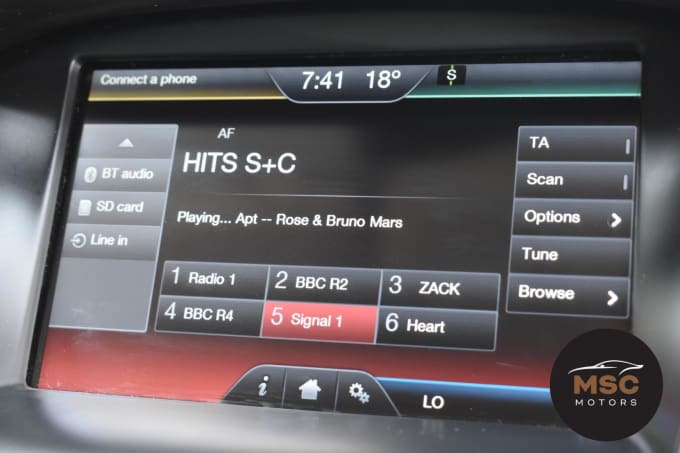 Connect a phone
7:41 18° S
AF
HITS S+C
Playing... Apt -- Rose & Bruno Mars
BT audio
SD card
Line in
TA
Scan
Options
Tune
Browse
1 Radio 1
2 BBC R2
3 ZACK
4 BBC R4
5 Signal 1
6 Heart
i
LO
MSC
MOTORS